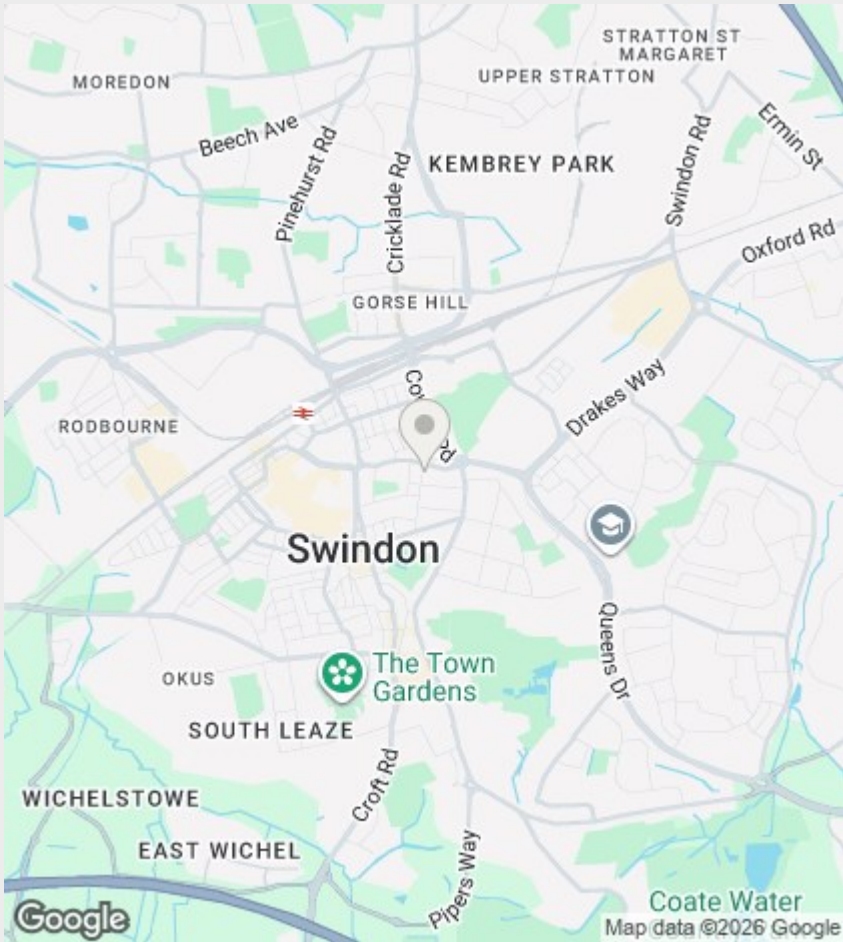 STRATTON ST
MARGARET
MOREDON
UPPER STRATTON
Beech Ave
Pinehurst Rd
Cricklade Rd
KEMBREY PARK
Swindon Rd
Ermin St
Oxford Rd
GORSE HILL
Drakes Way
RODBOURNE
Swindon
Queens Dr
The Town
Gardens
OKUS
SOUTH LEAZE
Croft Rd
WICHELSTOWE
EAST WICHEL
Pipers Way
Coate Water
Google
Map data ©2026 Google